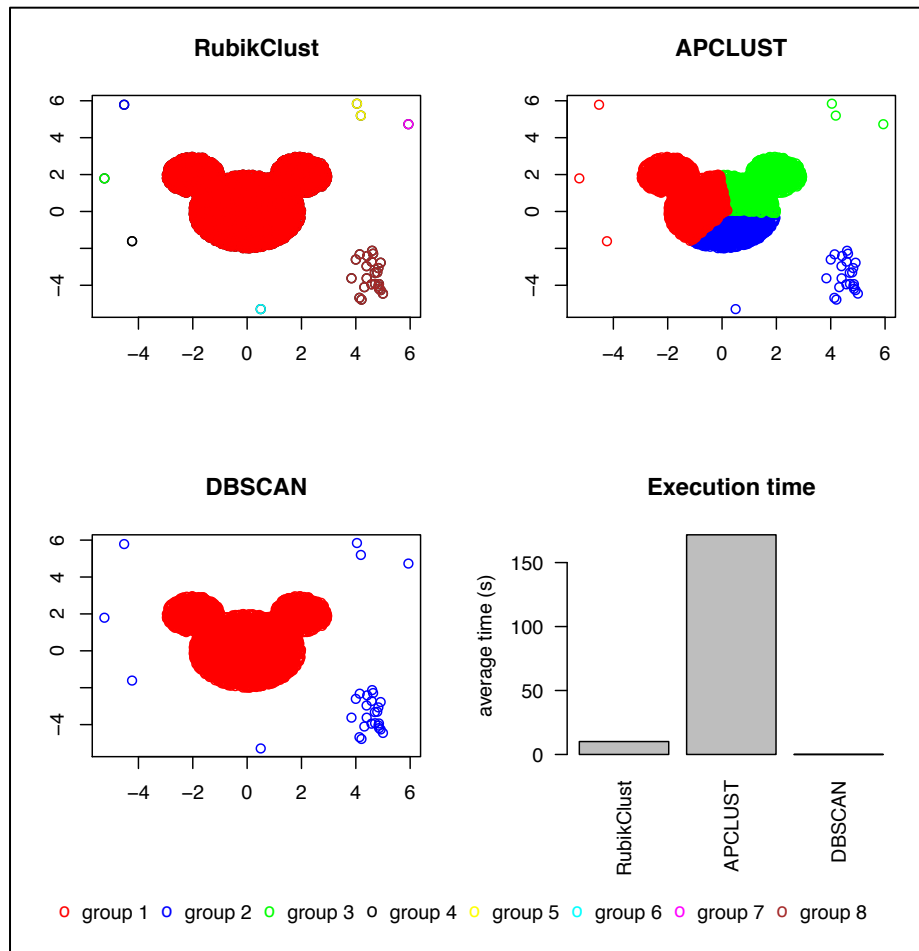 RubikClust
6
4
2
0
−4
−4 −2 0 2 4 6
APCLUST
6
4
2
0
−4
−4 −2 0 2 4 6
DBSCAN
6
4
2
0
−4
−4 −2 0 2 4 6
Execution time
average time (s)
150
100
50
0
RubikClust
APCLUST
DBSCAN
group 1 group 2 group 3 group 4 group 5 group 6 group 7 group 8